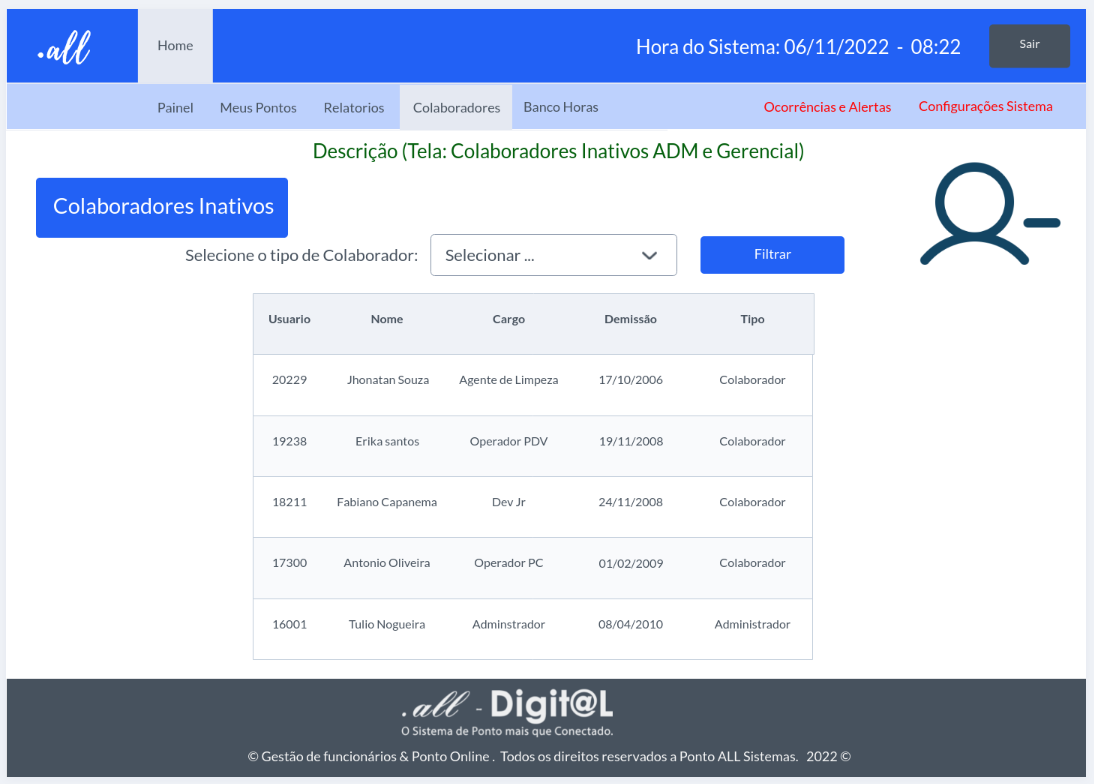 .all Home Hora do Sistema: 06/11/2022 - 08:22 Sair
Painel Meus Pontos Relatorios Colaboradores Banco Horas Ocorrências e Alertas Configurações Sistema
Descrição (Tela: Colaboradores Inativos ADM e Gerencial)
Colaboradores Inativos
Selecione o tipo de Colaborador: Selecionar ... Filtrar
Usuario Nome Cargo Demissão Tipo
20229 Jhonatan Souza Agente de Limpeza 17/10/2006 Colaborador
19238 Erika santos Operador PDV 19/11/2008 Colaborador
18211 Fabiano Capanema Dev Jr 24/11/2008 Colaborador
17300 Antonio Oliveira Operador PC 01/02/2009 Colaborador
16001 Tulio Nogueira Adminstrador 08/04/2010 Administrador
.all - Digit@L
O Sistema de Ponto mais que Conectado.
© Gestão de funcionários & Ponto Online . Todos os direitos reservados a Ponto ALL Sistemas. 2022 ©